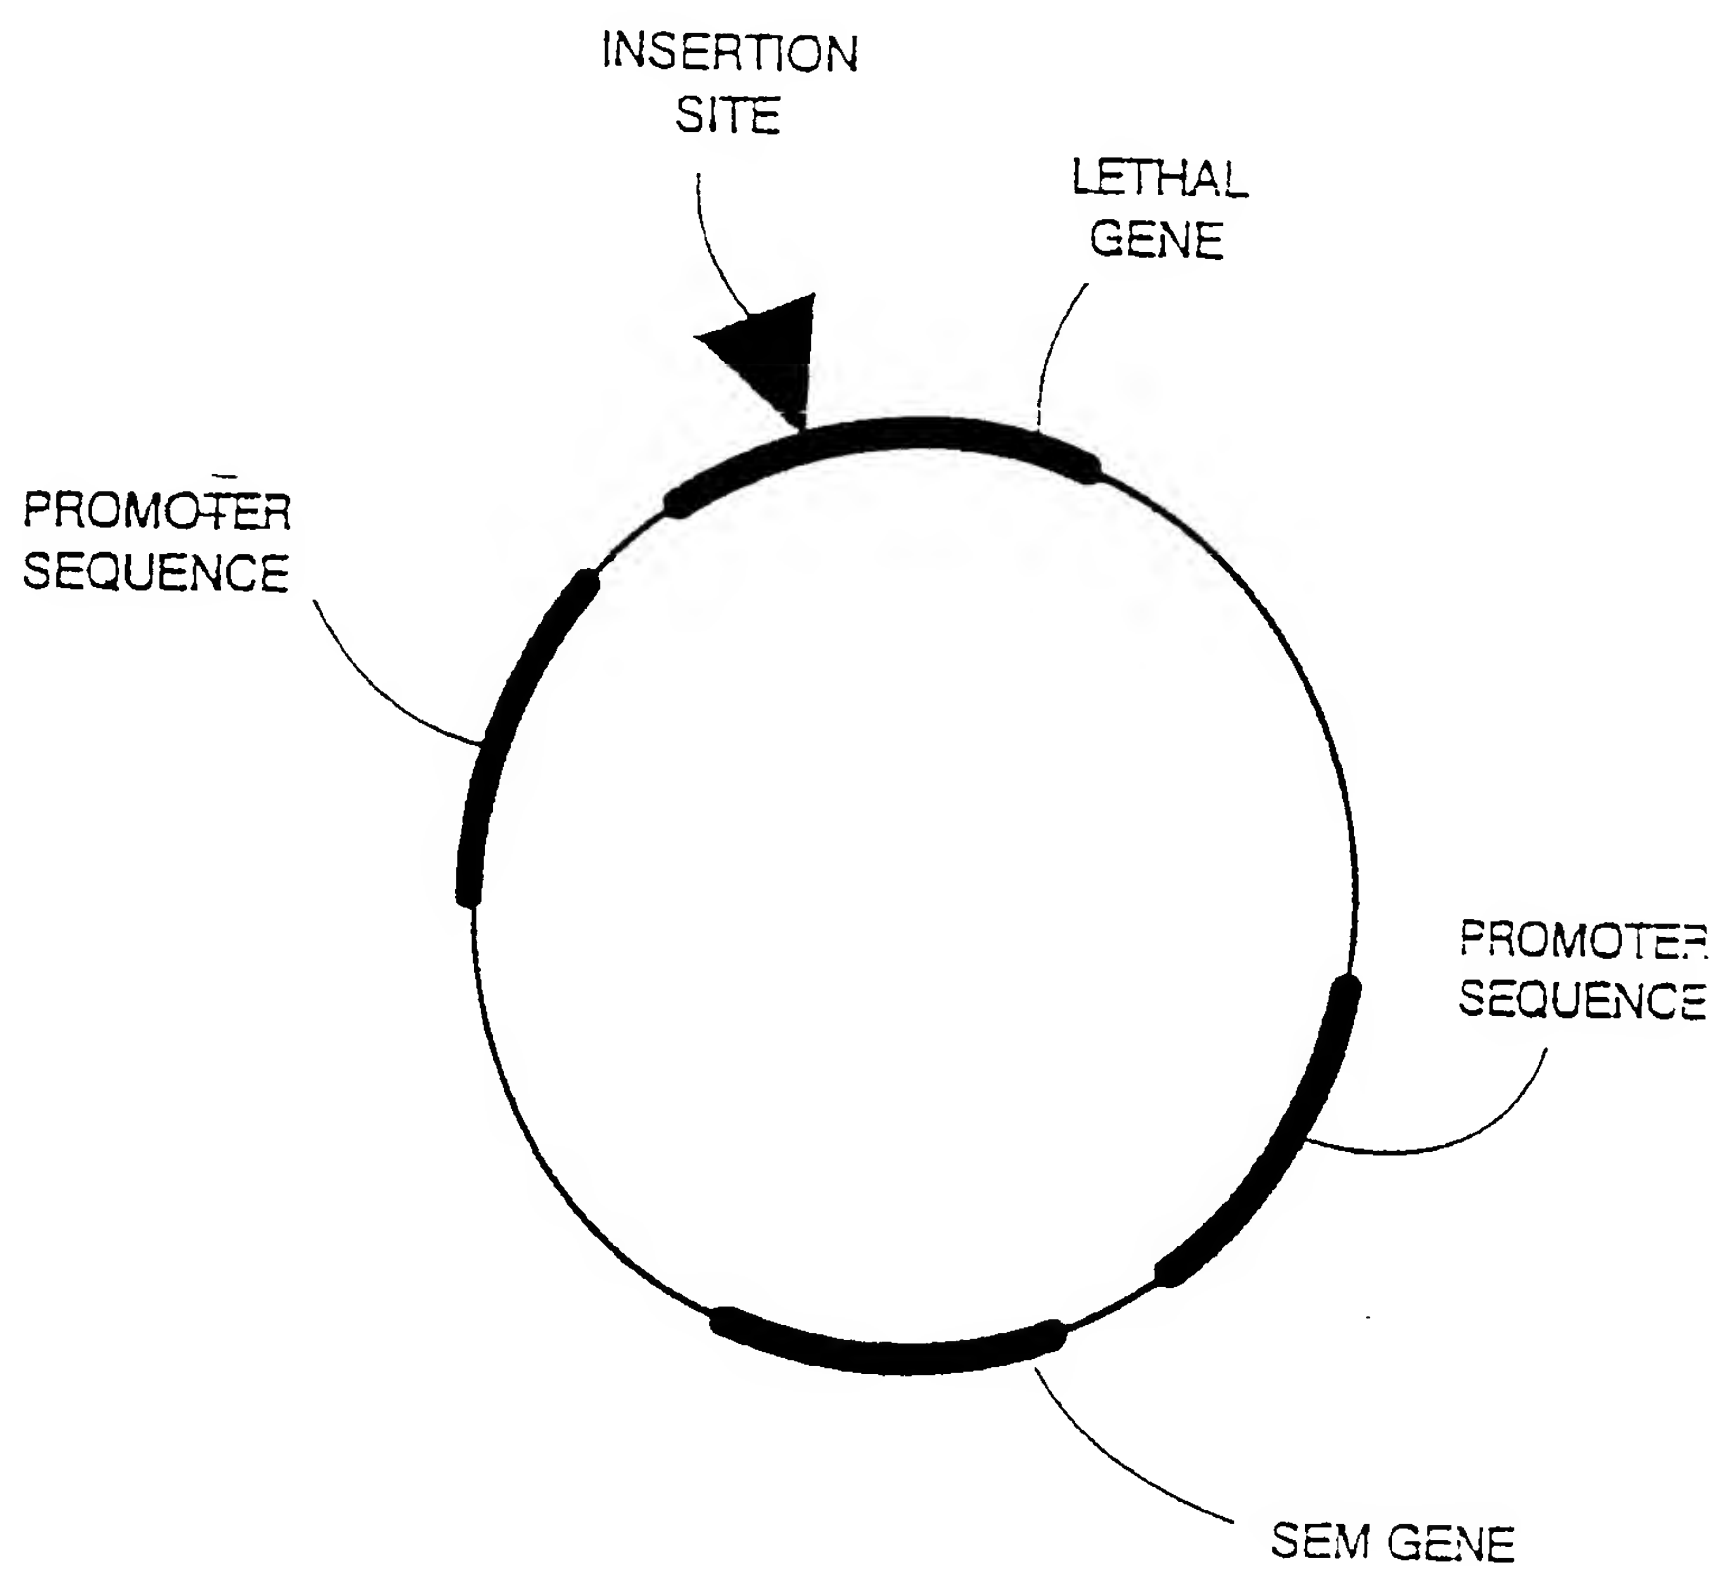 INSERTION
SITE
LETHAL
GENE
PROMOTER
SEQUENCE
PROMOTER
SEQUENCE
SEM GENE